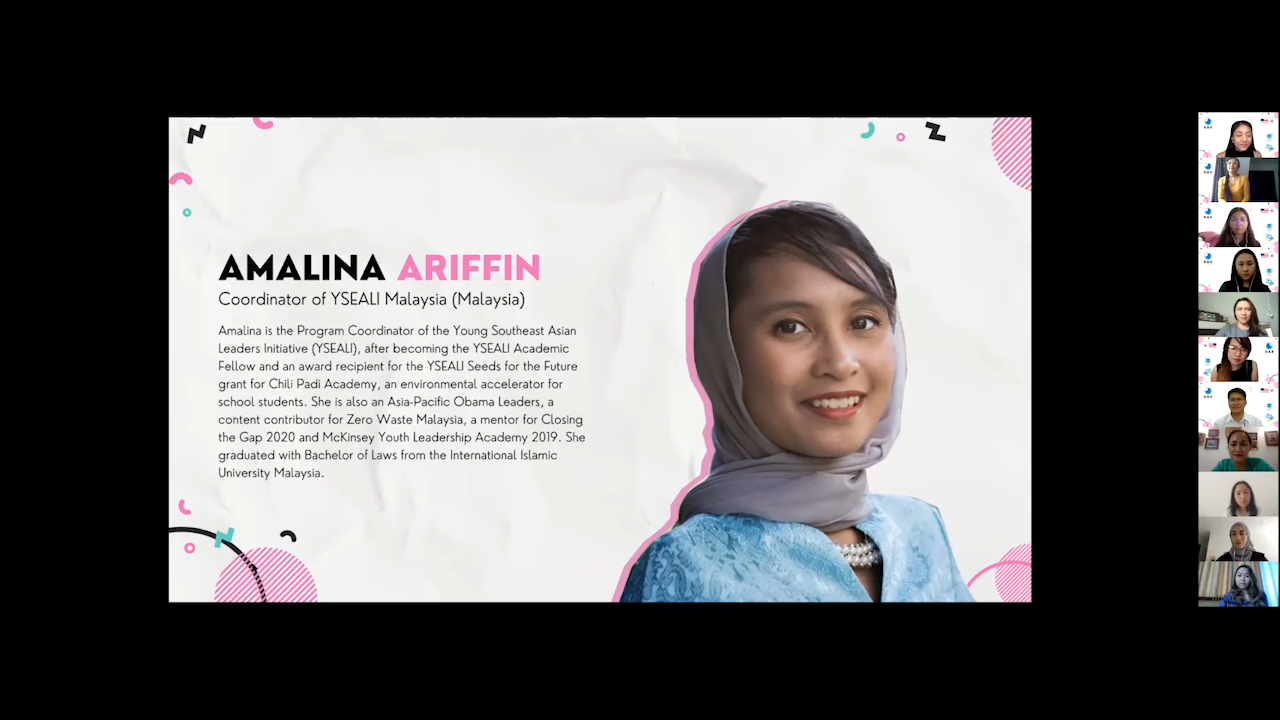 AMALINA ARIFFIN
Coordinator of YSEALI Malaysia (Malaysia)
Amalina is the Program Coordinator of the Young Southeast Asian
Leaders Initiative (YSEALI), after becoming the YSEALI Academic
Fellow and an award recipient for the YSEALI Seeds for the Future
grant for Chili Padi Academy, an environmental accelerator for
school students. She is also an Asia-Pacific Obama Leaders, a
content contributor for Zero Waste Malaysia, a mentor for Closing
the Gap 2020 and McKinsey Youth Leadership Academy 2019. She
graduated with Bachelor of Laws from the International Islamic
University Malaysia.